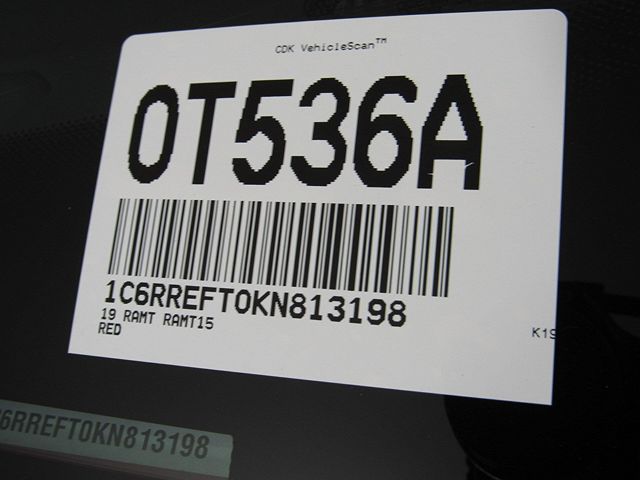 CDK VehicleScan™
0T536A
1C6RREFT0KN813198
19 RAMT RAMT15
RED
K19
6RREFT0KN813198